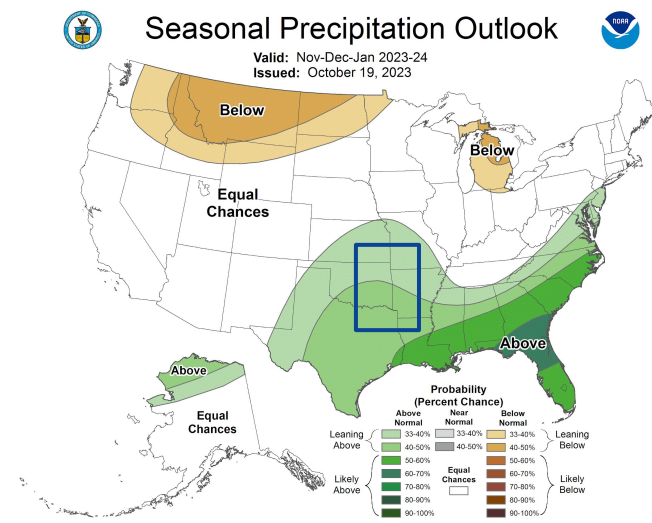 Seasonal Precipitation Outlook
NOAA
Valid: Nov-Dec-Jan 2023-24
Issued: October 19, 2023
Below
Below
Equal
Chances
Above
Above
Equal
Chances
Probability
(Percent Chance)
Above
Normal
Near
Normal
Below
Normal
Leaning
Above
33-40%
33-40%
33-40%
Leaning
Below
40-50%
40-50%
40-50%
Likely
Above
50-60%
60-70%
70-80%
80-90%
90-100%
Equal
Chances
50-60%
60-70%
70-80%
80-90%
90-100%
Likely
Below